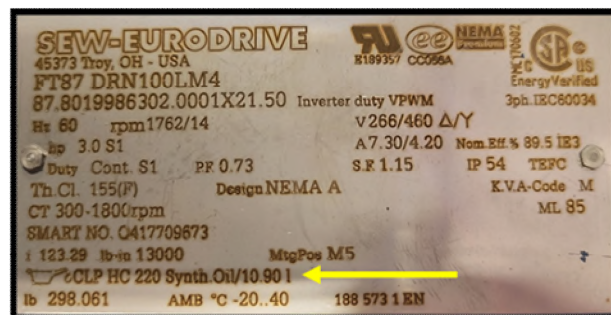 SEW-EURODRIVE
45373 Troy, OH - USA
E189357 CC056A
ee NEMA Premium
EnergyVerified
FT87 DRN100LM4
87.8019986302.0001X21.50 Inverter duty VPWM 3ph.IEC60034
Hz 60 rpm 1762/14 V 266/460 Δ/Y
hp 3.0 S1 A 7.30/4.20 Nom.Eff.% 89.5 IE3
Duty Cont. S1 PF 0.73 S.F. 1.15 IP 54 TEFC
Th.Cl. 155(F) Design NEMA A K.V.A-Code M
CT 300-1800rpm ML 85
SMART NO. O417709673
i 123.29 lb-in 13000 MtgPos M5
CLP HC 220 Synth.Oil/10.90 l
lb 298.061 AMB °C -20..40 188 573 1 EN